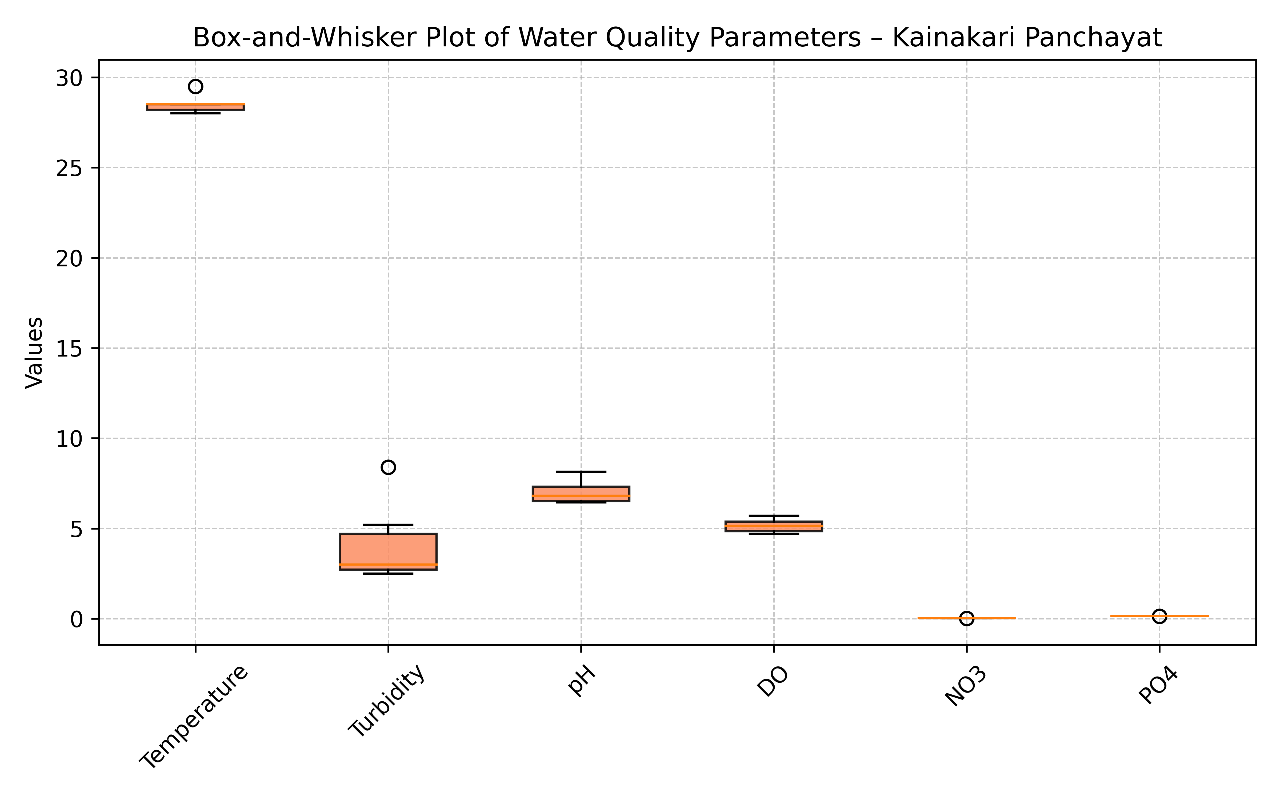 Box-and-Whisker Plot of Water Quality Parameters – Kainakari Panchayat
Values
30
25
20
15
10
5
0
Temperature
Turbidity
pH
DO
NO3
PO4